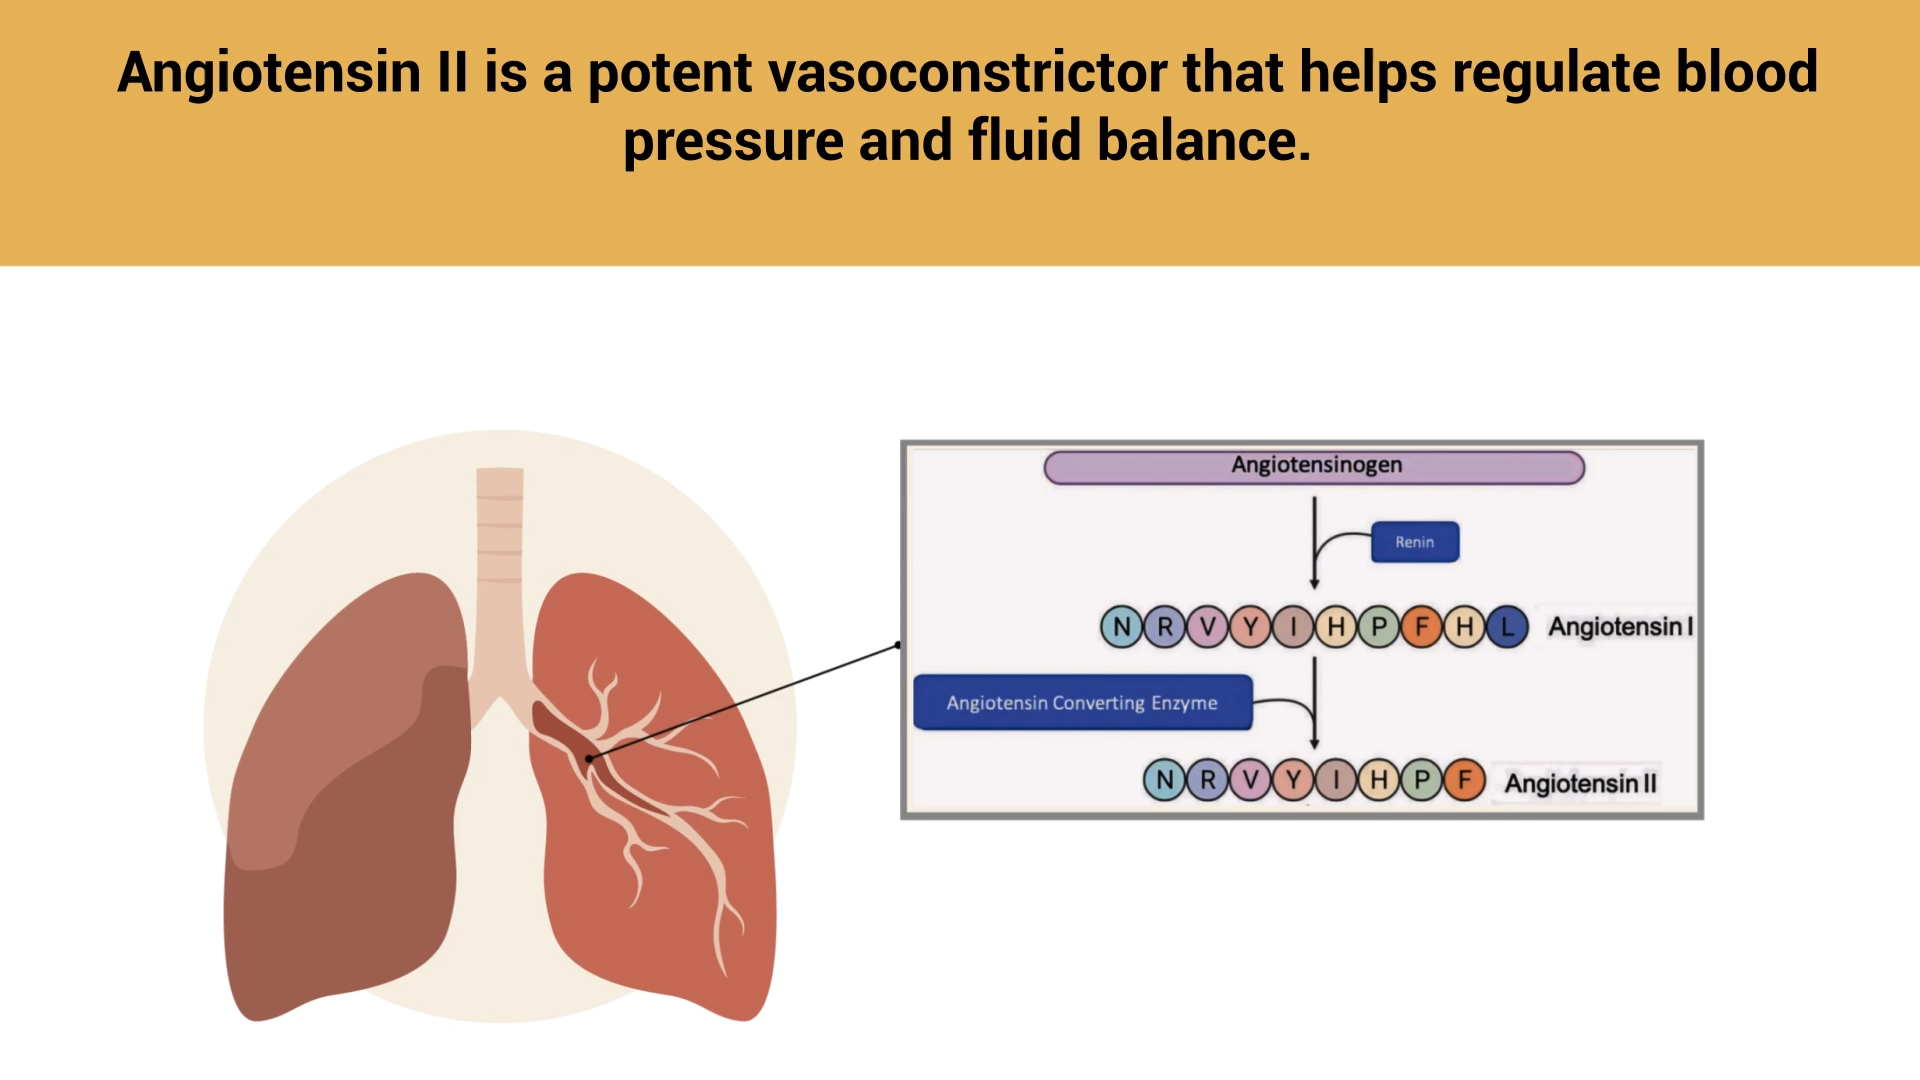 Angiotensin II is a potent vasoconstrictor that helps regulate blood
pressure and fluid balance.
Angiotensinogen
Renin
N R V Y I H P F H L Angiotensin I
Angiotensin Converting Enzyme
N R V Y I H P F Angiotensin II